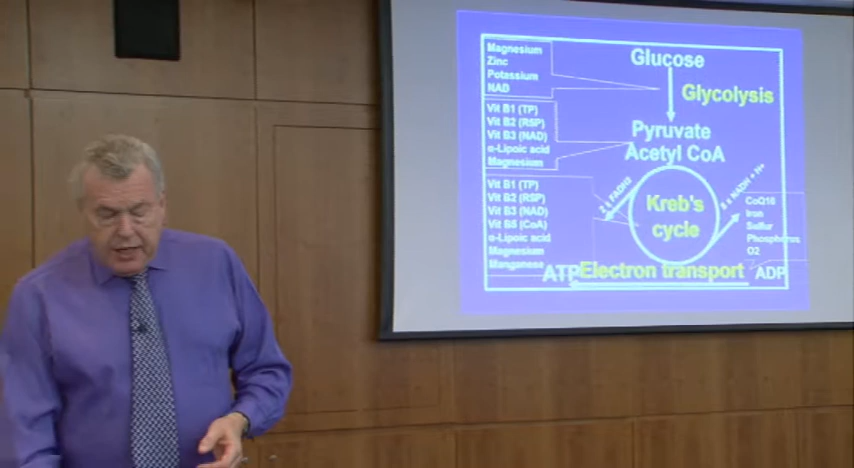 Magnesium
Zinc
Potassium
NAD
Glucose
Glycolysis
Vit B1 (TP)
Vit B2 (RSP)
Vit B3 (NAD)
α-Lipoic acid
Magnesium
Pyruvate
Acetyl CoA
Vit B1 (TP)
Vit B2 (RSP)
Vit B3 (NAD)
Vit B5 (CoA)
α-Lipoic acid
Magnesium
Manganese
FADH2
Kreb's
cycle
NADH + H+
CoQ10
Iron
Sulfur
Phosphorus
O2
ATP
Electron transport
ADP